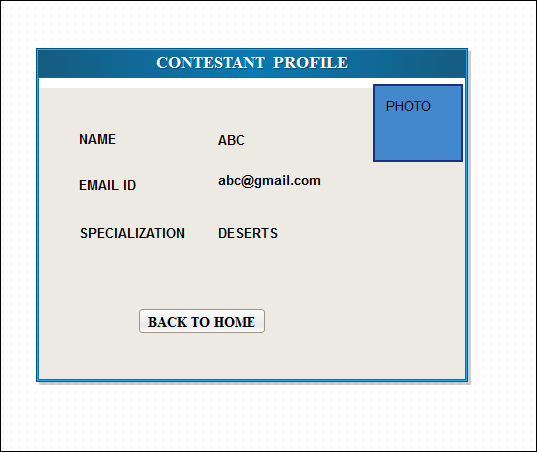 CONTESTANT PROFILE
PHOTO
NAME ABC
EMAIL ID abc@gmail.com
SPECIALIZATION DESERTS
BACK TO HOME